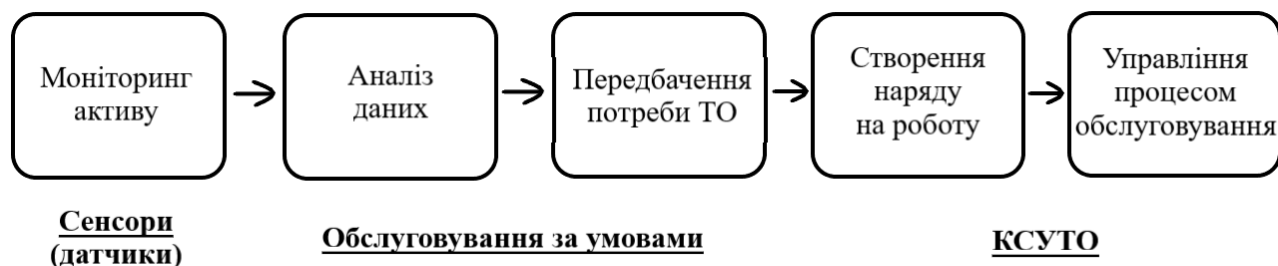 Моніторинг
активу
Аналіз
даних
Передбачення
потреби ТО
Створення
наряду
на роботу
Управління
процесом
обслуговування
Сенсори
(датчики)
Обслуговування за умовами
КСУТО